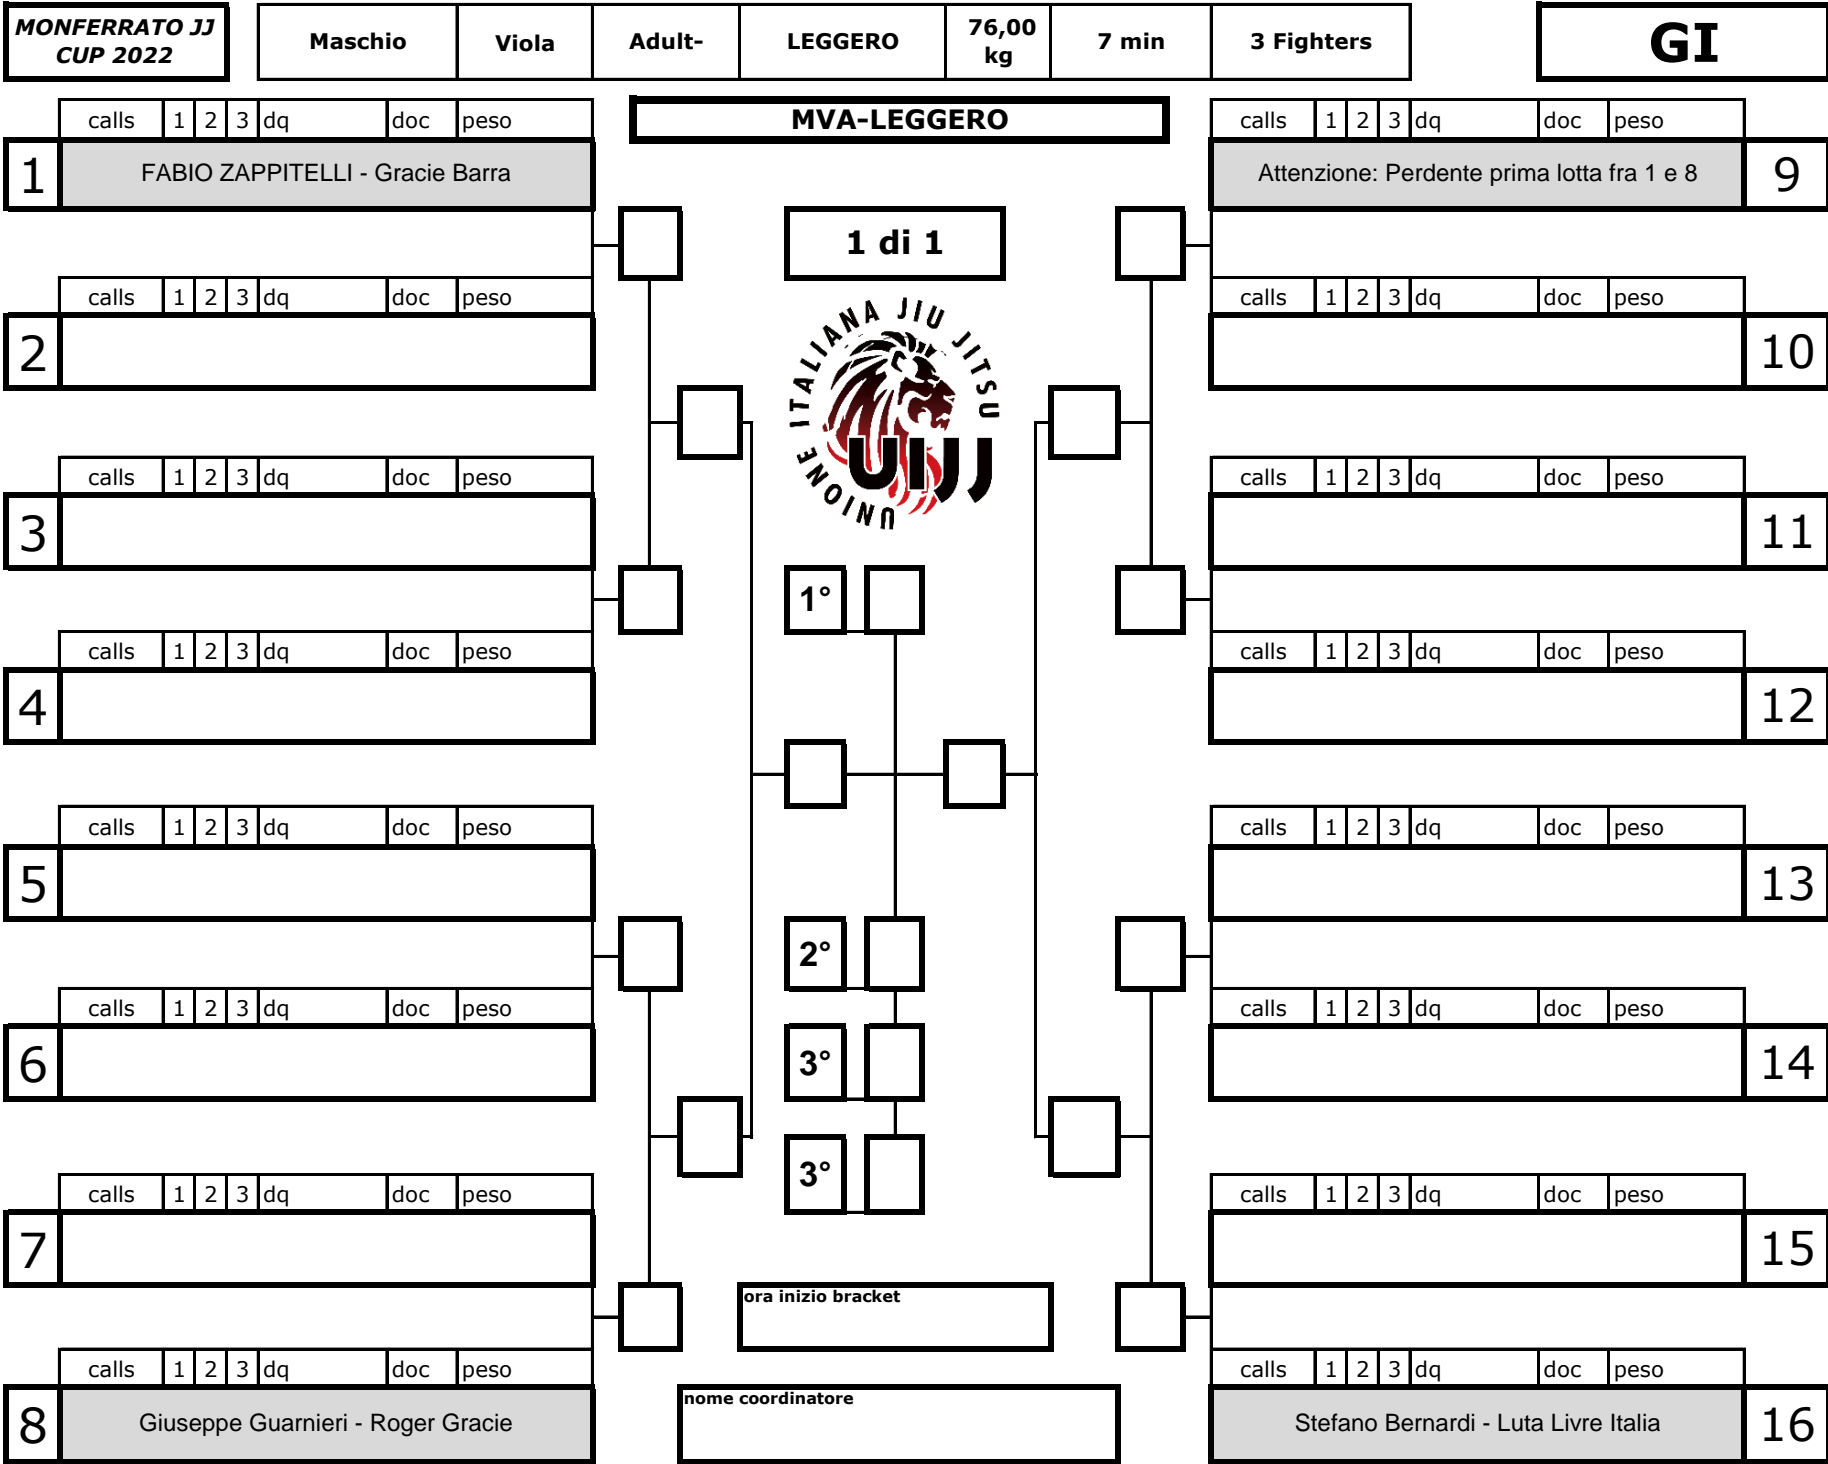 MONFERRATO JJ CUP 2022
Maschio Viola Adult- LEGGERO 76,00 kg 7 min 3 Fighters
GI
MVA-LEGGERO
1 di 1
UNIONE ITALIANA JIU JITSU
UIJJ
calls 1 2 3 dq doc peso
1 FABIO ZAPPITELLI - Gracie Barra
calls 1 2 3 dq doc peso
2
calls 1 2 3 dq doc peso
3
calls 1 2 3 dq doc peso
4
calls 1 2 3 dq doc peso
5
calls 1 2 3 dq doc peso
6
calls 1 2 3 dq doc peso
7
calls 1 2 3 dq doc peso
8 Giuseppe Guarnieri - Roger Gracie
1°
2°
3°
3°
ora inizio bracket
nome coordinatore
calls 1 2 3 dq doc peso
Attenzione: Perdente prima lotta fra 1 e 8 9
calls 1 2 3 dq doc peso
10
calls 1 2 3 dq doc peso
11
calls 1 2 3 dq doc peso
12
calls 1 2 3 dq doc peso
13
calls 1 2 3 dq doc peso
14
calls 1 2 3 dq doc peso
15
calls 1 2 3 dq doc peso
Stefano Bernardi - Luta Livre Italia 16